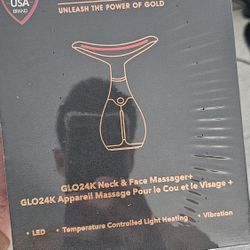 USA
BRAND
UNLEASH THE POWER OF GOLD
GLO24K Neck & Face Massager+
GLO24K Appareil Massage Pour le Cou et le Visage +
• LED • Temperature Controlled Light Heating • Vibration